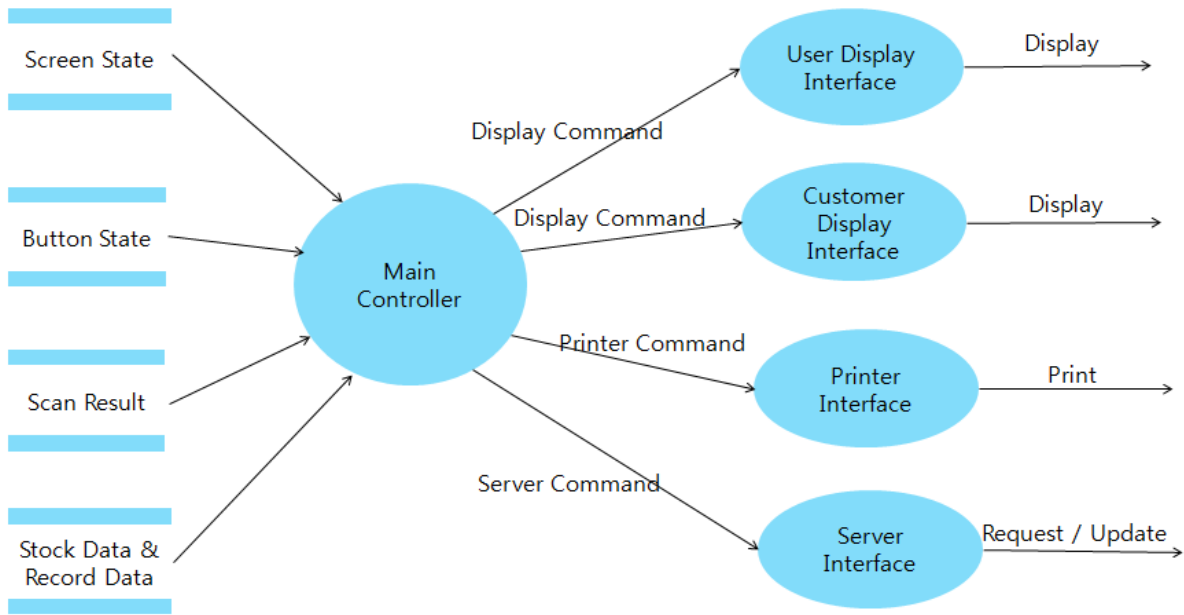 Screen State
Button State
Scan Result
Stock Data &
Record Data
Main
Controller
Display Command
Display Command
Printer Command
Server Command
User Display
Interface
Customer
Display
Interface
Printer
Interface
Server
Interface
Display
Display
Print
Request / Update